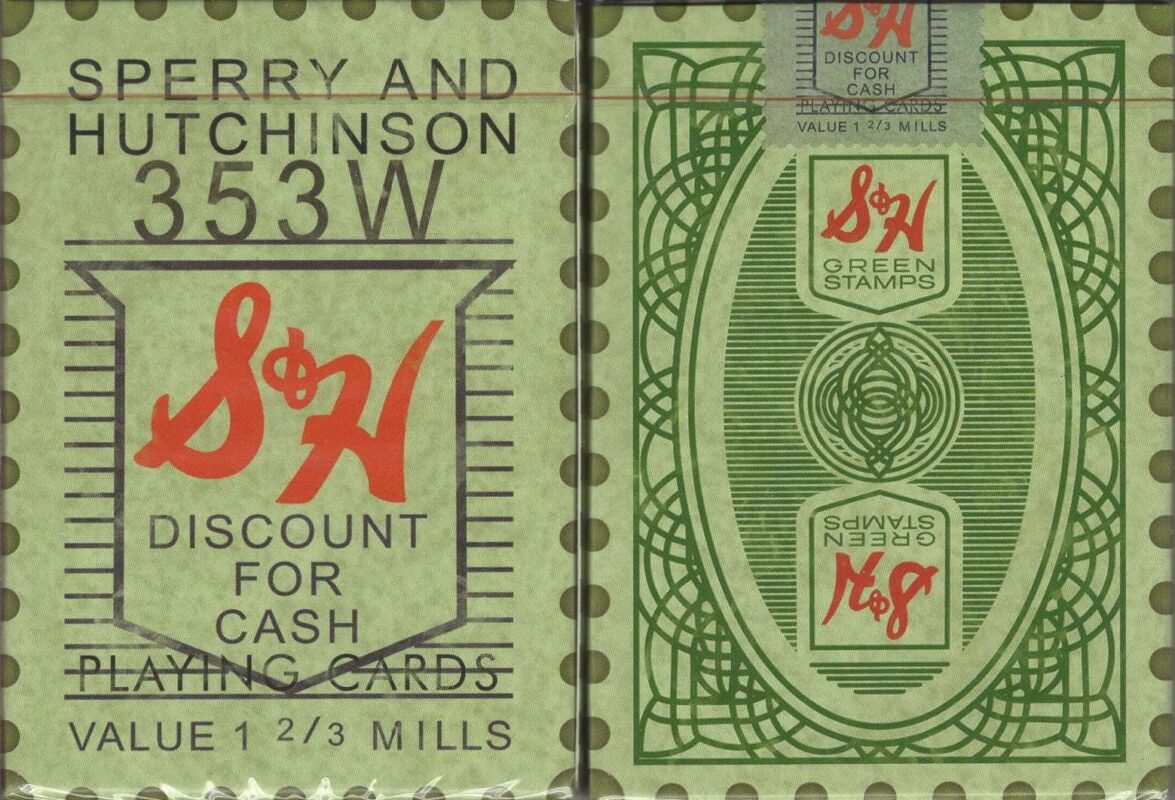 SPERRY AND
HUTCHINSON
353W
S&H
DISCOUNT
FOR
CASH
PLAYING CARDS
VALUE 1 2/3 MILLS
S&H
DISCOUNT
FOR
CASH
PLAYING CARDS
VALUE 1 2/3 MILLS
S&H
GREEN
STAMPS
S&H
GREEN
STAMPS